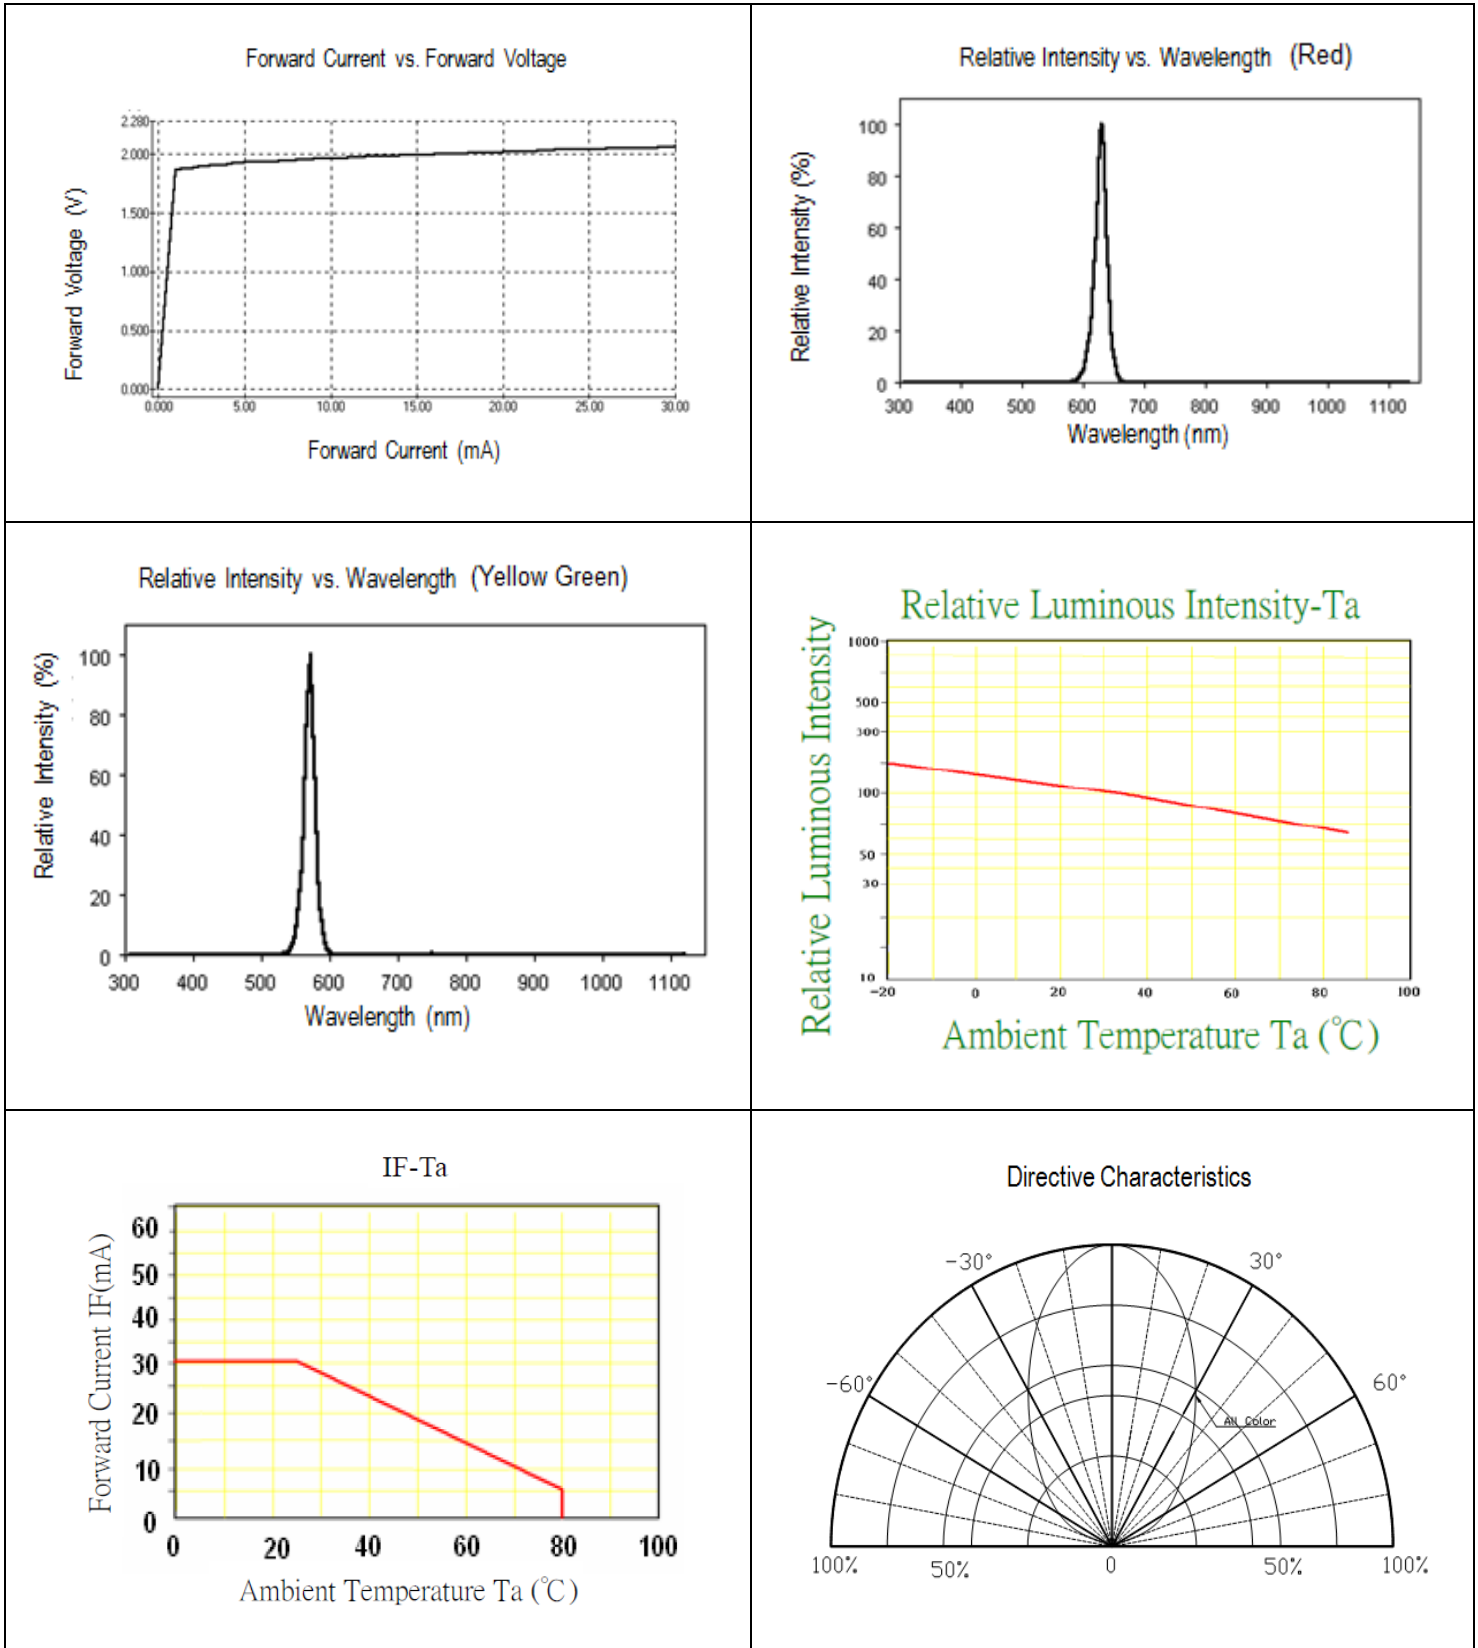 Forward Current vs. Forward Voltage
Forward Voltage (V)
2.280
2.000
1.500
1.000
0.500
0.000
0.000 5.00 10.00 15.00 20.00 25.00 30.00
Forward Current (mA)
Relative Intensity vs. Wavelength (Red)
Relative Intensity (%)
100
80
60
40
20
0
300 400 500 600 700 800 900 1000 1100
Wavelength (nm)
Relative Intensity vs. Wavelength (Yellow Green)
Relative Intensity (%)
100
80
60
40
20
0
300 400 500 600 700 800 900 1000 1100
Wavelength (nm)
Relative Luminous Intensity-Ta
Relative Luminous Intensity
1000
500
300
100
50
30
10
-20 0 20 40 60 80 100
Ambient Temperature Ta (℃)
IF-Ta
Forward Current IF(mA)
60
50
40
30
20
10
0
0 20 40 60 80 100
Ambient Temperature Ta (℃)
Directive Characteristics
-30° 30°
-60° 60°
All Color
100% 50% 0 50% 100%